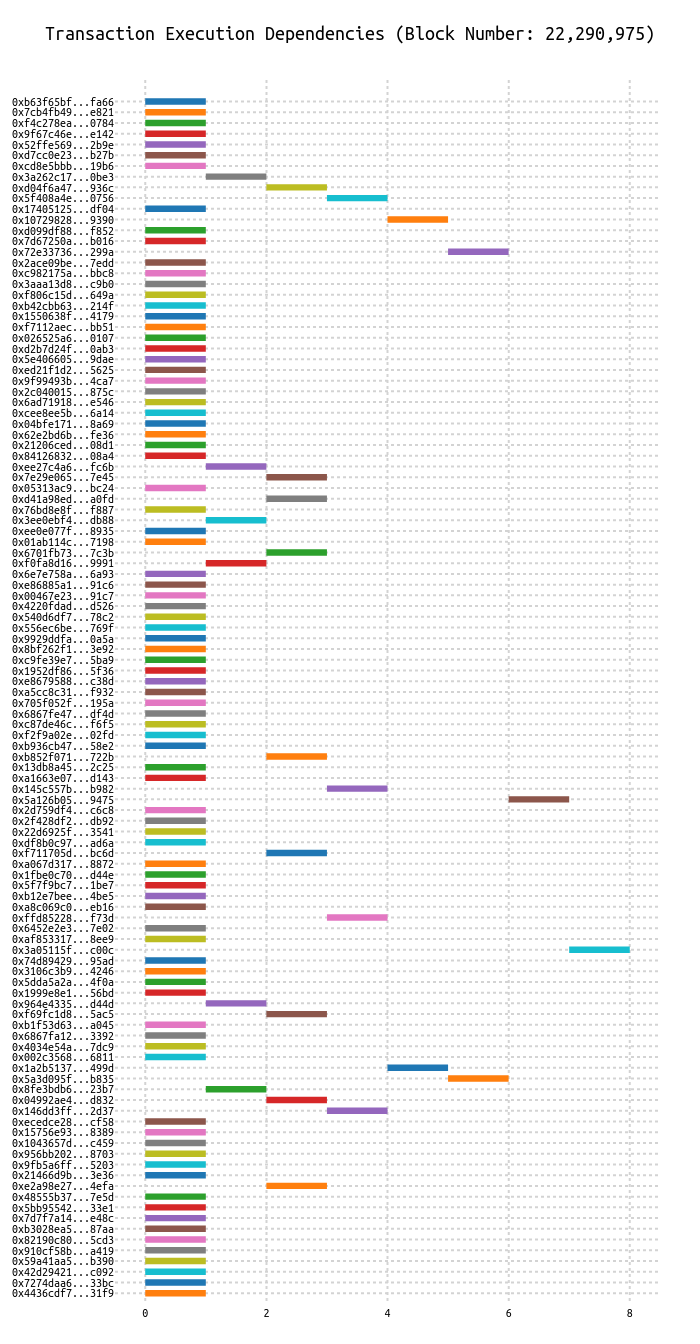 Transaction Execution Dependencies (Block Number: 22,290,975)
0xb63f65bf...fa66
0x7cb4fb49...e821
0xf4c278ea...0784
0x9f67c46e...e142
0x52ffe569...2b9e
0xd7cc0e23...b27b
0xcd8e5bbb...19b6
0x3a262c17...0be3
0xd04f6a47...936c
0x5f408a4e...0756
0x17405125...df04
0x10729828...9390
0xd099df88...f852
0x7d67250a...b016
0x72e33736...299a
0x2ace09be...7edd
0xc982175a...bbc8
0x3aaa13d8...c9b0
0xf806c15d...649a
0xb42cbb63...214f
0x1550638f...4179
0xf7112aec...bb51
0x026525a6...0107
0xd2b7d24f...0ab3
0x5e406605...9dae
0xed21f1d2...5625
0x9f99493b...4ca7
0x2c040015...875c
0x6ad71918...e546
0xcee8ee5b...6a14
0x04bfe171...8a69
0x62e2bd6b...fe36
0x21206ced...08d1
0x84126832...08a4
0xee27c4a6...fc6b
0x7e29e065...7e45
0x05313ac9...bc24
0xd41a98ed...a0fd
0x76bd8e8f...f887
0x3ee0ebf4...db88
0xee0e077f...8935
0x01ab114c...7198
0x6701fb73...7c3b
0xf0fa8d16...9991
0x6e7e758a...6a93
0xe86885a1...91c6
0x00467e23...91c7
0x4220fdad...d526
0x540d6df7...78c2
0x556ec6be...769f
0x9929ddfa...0a5a
0x8bf262f1...3e92
0xc9fe39e7...5ba9
0x1952df86...5f36
0xe8679588...c38d
0xa5cc8c31...f932
0x705f052f...195a
0x6867fe47...df4d
0xc87de46c...f6f5
0xf2f9a02e...02fd
0xb936cb47...58e2
0xb852f071...722b
0x13db8a45...2c25
0xa1663e07...d143
0x145c557b...b982
0x5a126b05...9475
0x2d759df4...c6c8
0x2f428df2...db92
0x22d6925f...3541
0xdf8b0c97...ad6a
0xf711705d...bc6d
0xa067d317...8872
0x1fbe0c70...d44e
0x5f7f9bc7...1be7
0xb12e7bee...4be5
0xa8c069c0...eb16
0xffd85228...f73d
0x6452e2e3...7e02
0xaf853317...8ee9
0x3a05115f...c00c
0x74d89429...95ad
0x3106c3b9...4246
0x5dda5a2a...4f0a
0x1999e8e1...56bd
0x964e4335...d44d
0xf69fc1d8...5ac5
0xb1f53d63...a045
0x6867fa12...3392
0x4034e54a...7dc9
0x002c3568...6811
0x1a2b5137...499d
0x5a3d095f...b835
0x8fe3bdb6...23b7
0x04992ae4...d832
0x146dd3ff...2d37
0xecedce28...cf58
0x15756e93...8389
0x1043657d...c459
0x956bb202...8703
0x9fb5a6ff...5203
0x21466d9b...3e36
0xe2a98e27...4efa
0x48555b37...7e5d
0x5bb95542...33e1
0x7d7f7a14...e48c
0xb3028ea5...87aa
0x82190c80...5cd3
0x910cf58b...a419
0x59a41aa5...b390
0x42d29421...c092
0x7274daa6...33bc
0x4436cdf7...31f9
0 2 4 6 8